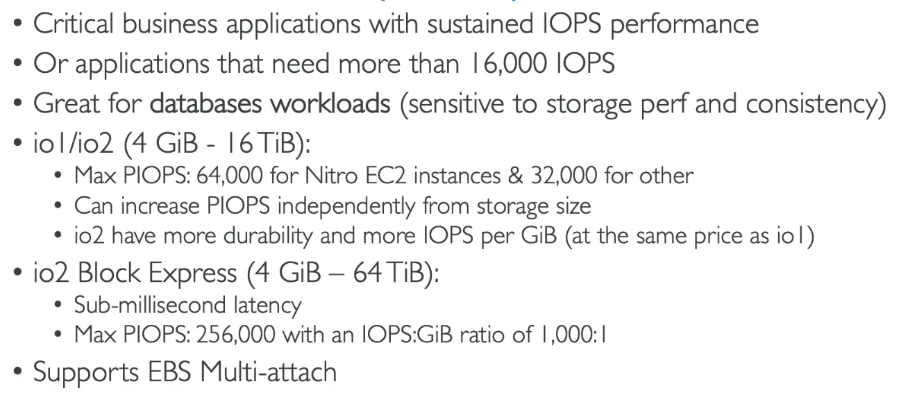 • Critical business applications with sustained IOPS performance
• Or applications that need more than 16,000 IOPS
• Great for databases workloads (sensitive to storage perf and consistency)
• io1/io2 (4 GiB - 16 TiB):
• Max PIOPS: 64,000 for Nitro EC2 instances & 32,000 for other
• Can increase PIOPS independently from storage size
• io2 have more durability and more IOPS per GiB (at the same price as io1)
• io2 Block Express (4 GiB – 64 TiB):
• Sub-millisecond latency
• Max PIOPS: 256,000 with an IOPS:GiB ratio of 1,000:1
• Supports EBS Multi-attach